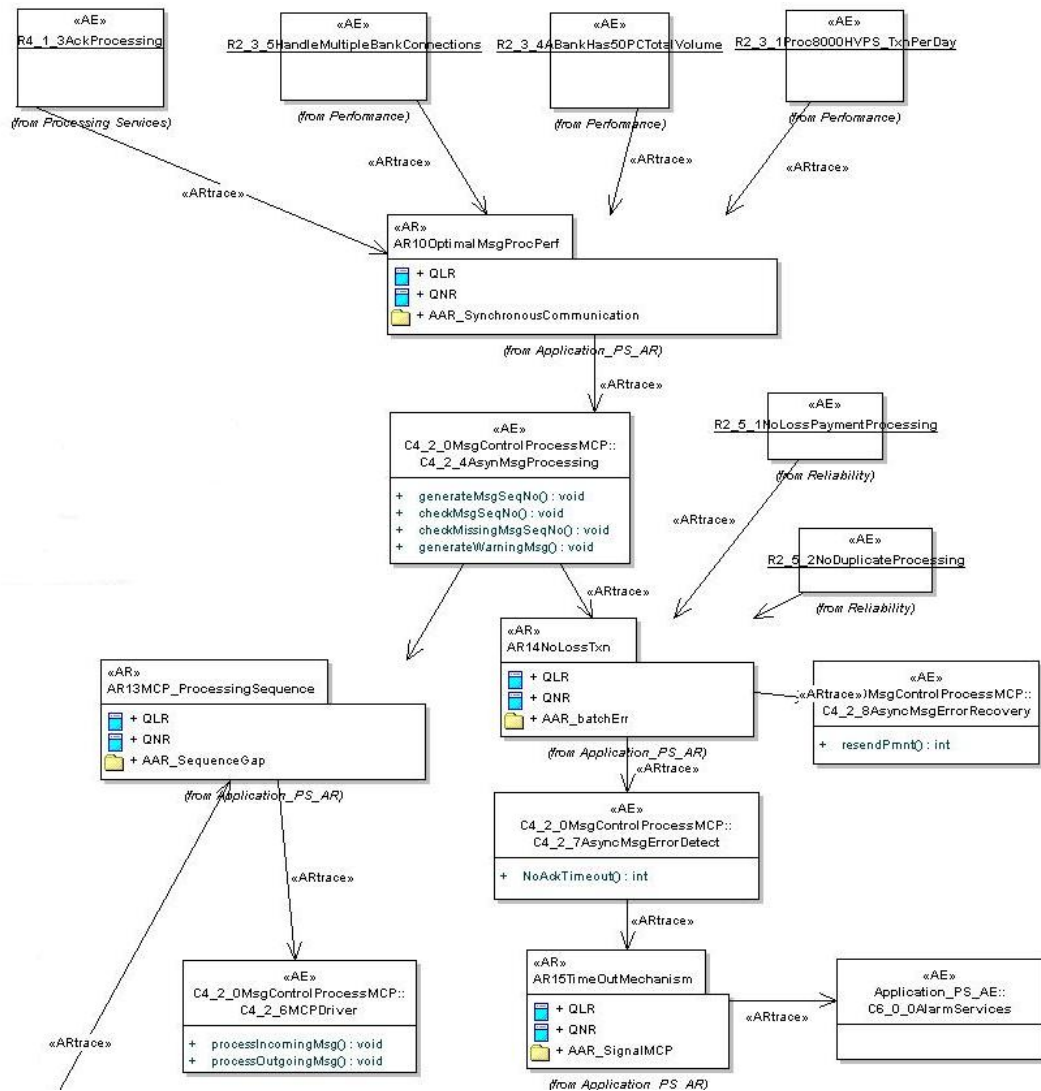 «AE»
R4_1_3AckProcessing
(from Processing Services)
«AE»
R2_3_5HandleMultipleBankConnections
(from Performance)
«AE»
R2_3_4ABankHas50PCTotalVolume
(from Performance)
«AE»
R2_3_1Proc8000HVPS_TxnPerDay
(from Performance)
«ARtrace»
«ARtrace»
«ARtrace»
«ARtrace»
«AR»
AR10OptimalMsgProcPerf
+ QLR
+ QNR
+ AAR_SynchronousCommunication
(from Application_PS_AR)
«ARtrace»
«AE»
C4_2_0MsgControlProcessMCP::
C4_2_4AsynMsgProcessing
+ generateMsgSeqNo() : void
+ checkMsgSeqNo() : void
+ checkMissingMsgSeqNo() : void
+ generateWarningMsg() : void
«AE»
R2_5_1NoLossPaymentProcessing
(from Reliability)
«ARtrace»
«AE»
R2_5_2NoDuplicateProcessing
(from Reliability)
«ARtrace»
«AR»
AR14NoLossTxn
+ QLR
+ QNR
+ AAR_batchErr
(from Application_PS_AR)
«AR»
AR13MCP_ProcessingSequence
+ QLR
+ QNR
+ AAR_SequenceGap
(from Application_PS_AR)
«ARtrace»
«AE»
MsgControlProcessMCP::
C4_2_8AsyncMsgErrorRecovery
+ resendPmnt() : int
«ARtrace»
«AE»
C4_2_0MsgControlProcessMCP::
C4_2_7AsyncMsgErrorDetect
+ NoAckTimeout() : int
«ARtrace»
«ARtrace»
«AR»
AR15TimeOutMechanism
+ QLR
+ QNR
+ AAR_SignalMCP
(from Application_PS_AR)
«ARtrace»
«AE»
Application_PS_AE::
C6_0_0AlarmServices
«AE»
C4_2_0MsgControlProcessMCP::
C4_2_6MCPDriver
+ processIncomingMsg() : void
+ processOutgoingMsg() : void
«ARtrace»